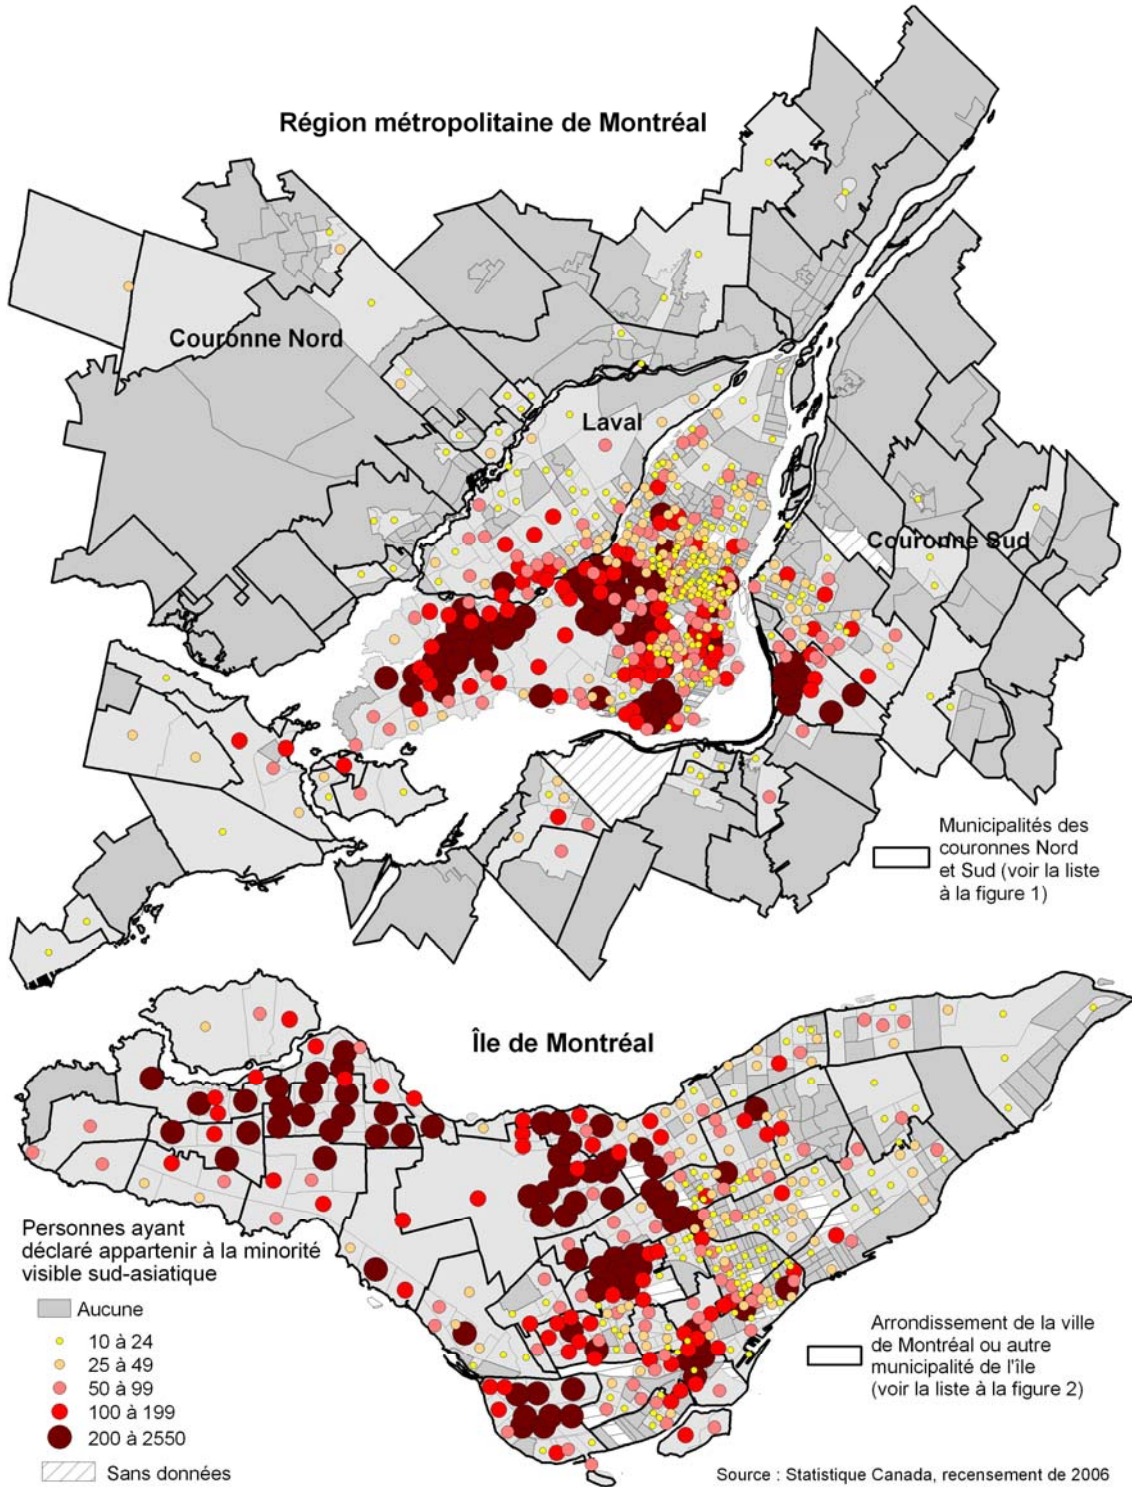 Région métropolitaine de Montréal
Couronne Nord
Laval
Couronne Sud
Municipalités des
couronnes Nord
et Sud (voir la liste
à la figure 1)
Île de Montréal
Personnes ayant
déclaré appartenir à la minorité
visible sud-asiatique
Aucune
10 à 24
25 à 49
50 à 99
100 à 199
200 à 2550
Sans données
Arrondissement de la ville
de Montréal ou autre
municipalité de l'île
(voir la liste à la figure 2)
Source : Statistique Canada, recensement de 2006